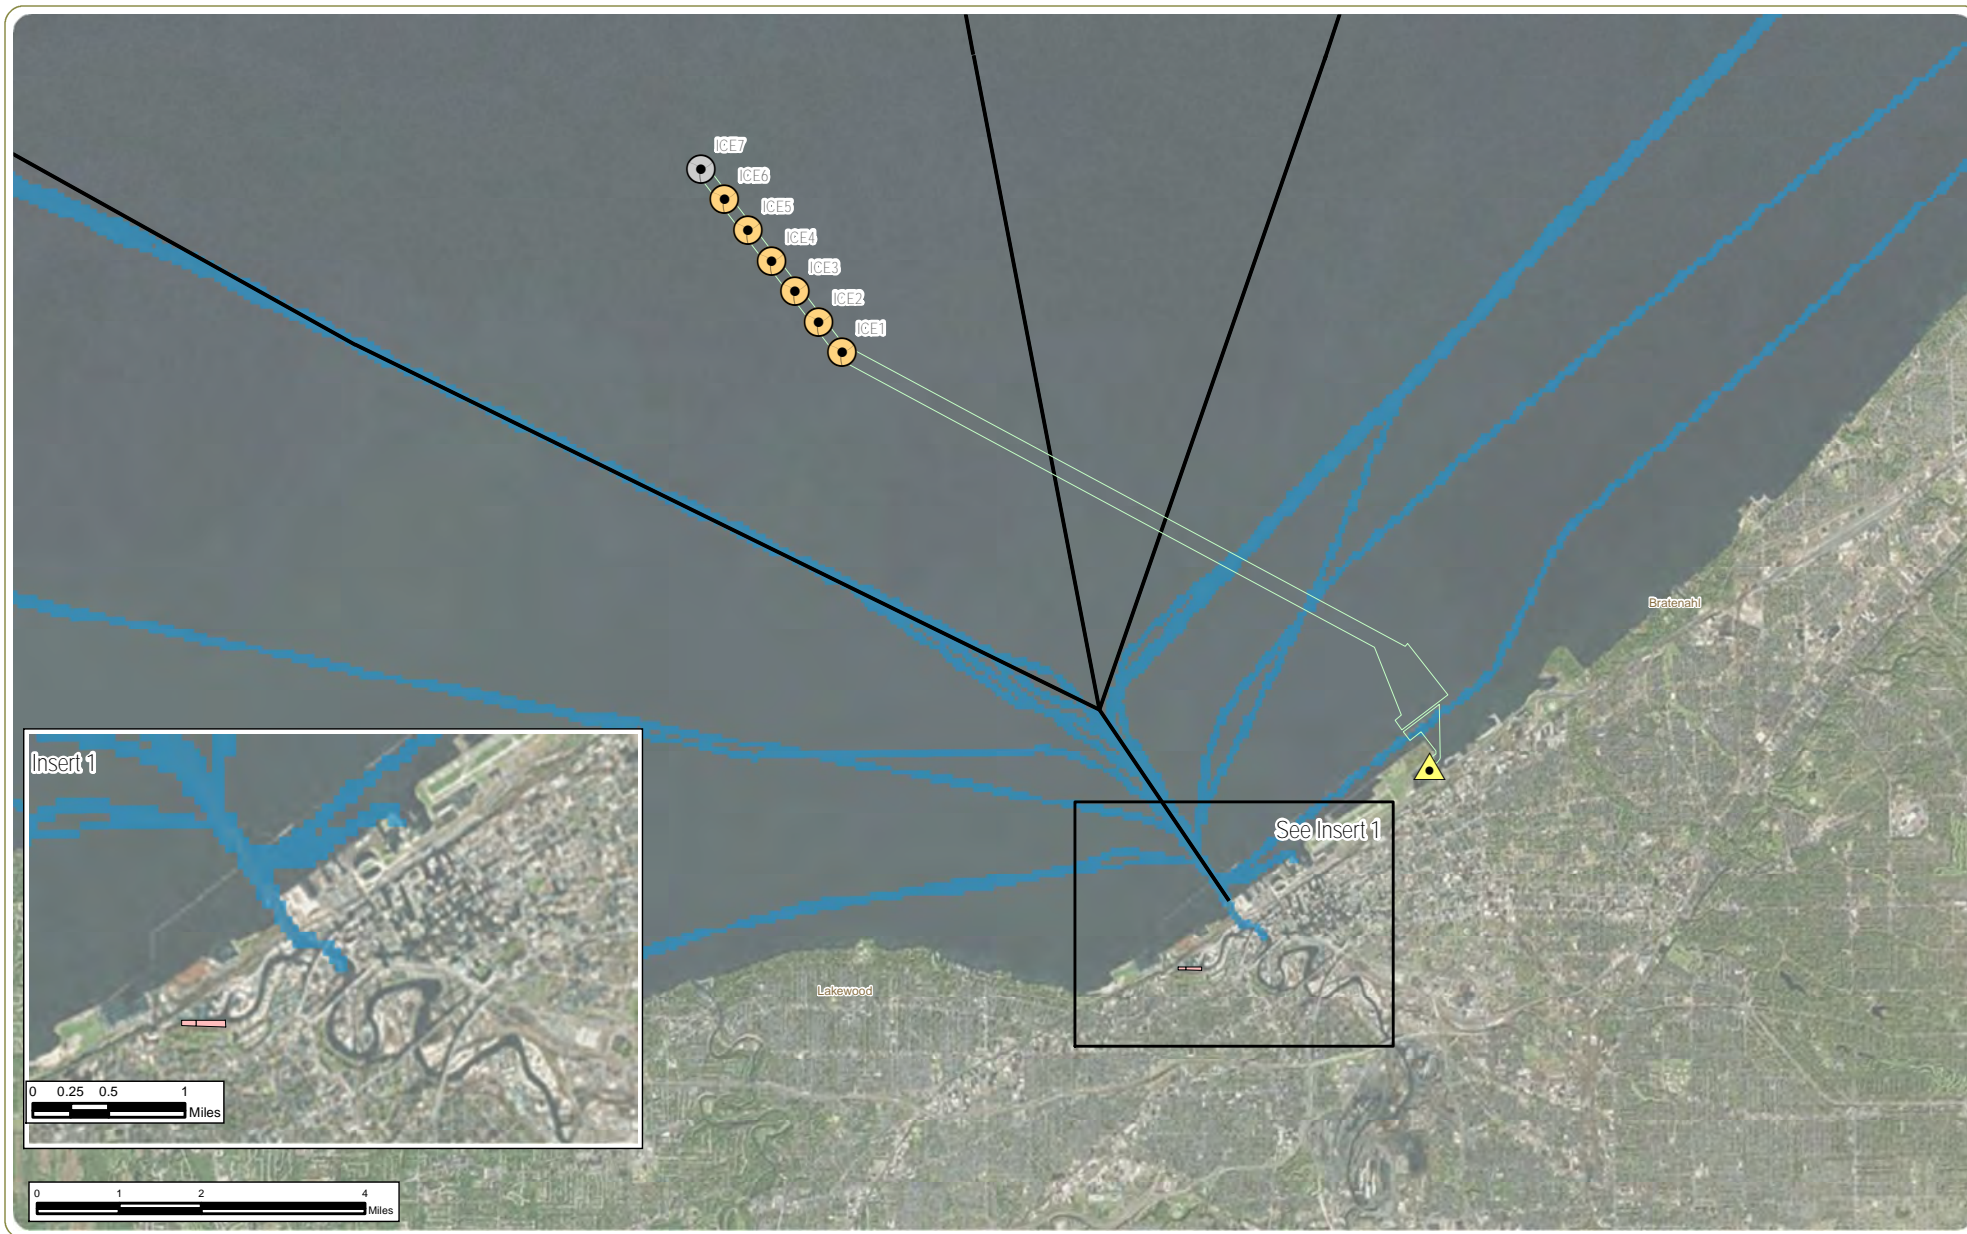 ICE7
ICE6
ICE5
ICE4
ICE3
ICE2
ICE1
Bratenahl
Insert 1
See Insert 1
Lakewood
0 0.25 0.5 1
Miles
0 1 2 4
Miles